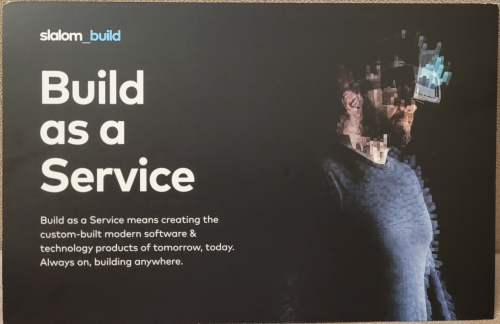 slalom_build
Build
as a
Service
Build as a Service means creating the
custom-built modern software &
technology products of tomorrow, today.
Always on, building anywhere.